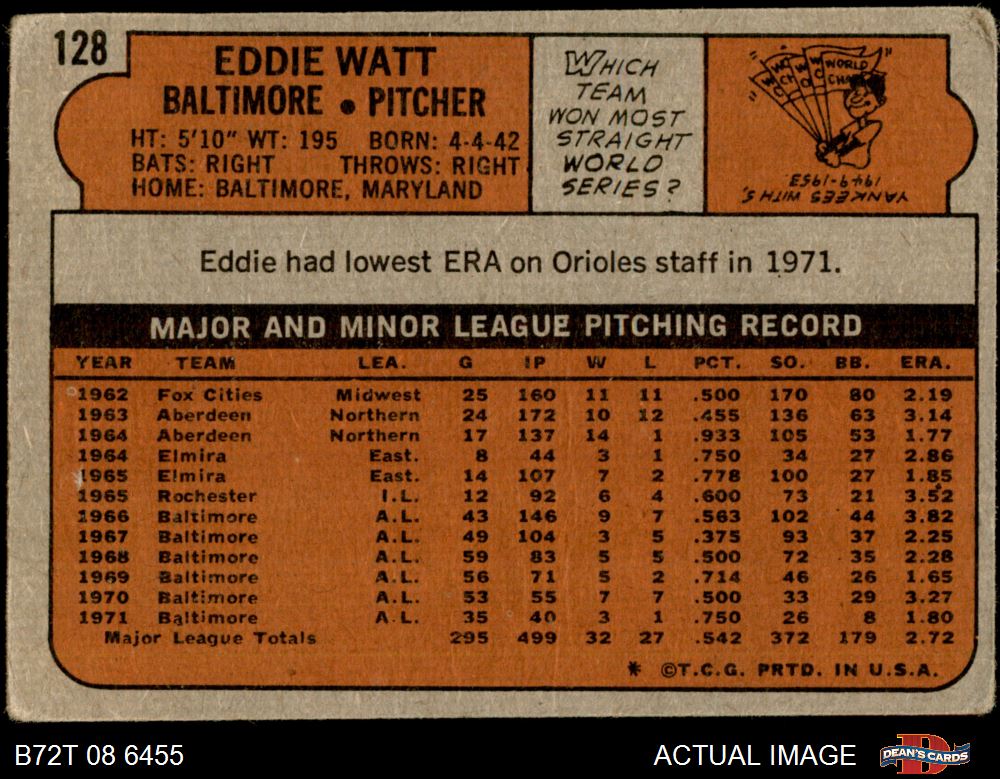 128
EDDIE WATT
BALTIMORE • PITCHER
HT: 5'10" WT: 195 BORN: 4-4-42
BATS: RIGHT THROWS: RIGHT
HOME: BALTIMORE, MARYLAND
WHICH
TEAM
WON MOST
STRAIGHT
WORLD
SERIES?
WORLD
CHA
YANKEES WITH 5,
1949-1953.
Eddie had lowest ERA on Orioles staff in 1971.
MAJOR AND MINOR LEAGUE PITCHING RECORD
YEAR TEAM LEA. G IP W L PCT. SO. BB. ERA.
1962 Fox Cities Midwest 25 160 11 11 .500 170 80 2.19
1963 Aberdeen Northern 24 172 10 12 .455 136 63 3.14
1964 Aberdeen Northern 17 137 14 1 .933 105 53 1.77
1964 Elmira East. 8 44 3 1 .750 34 27 2.86
1965 Elmira East. 14 107 7 2 .778 100 27 1.85
1965 Rochester I.L. 12 92 6 4 .600 73 21 3.52
1966 Baltimore A.L. 43 146 9 7 .563 102 44 3.82
1967 Baltimore A.L. 49 104 3 5 .375 93 37 2.25
1968 Baltimore A.L. 59 83 5 5 .500 72 35 2.28
1969 Baltimore A.L. 56 71 5 2 .714 46 26 1.65
1970 Baltimore A.L. 53 55 7 7 .500 33 29 3.27
1971 Baltimore A.L. 35 40 3 1 .750 26 8 1.80
Major League Totals 295 499 32 27 .542 372 179 2.72
* ©T.C.G. PRTD. IN U.S.A.
B72T 08 6455
ACTUAL IMAGE
DEAN'S CARDS